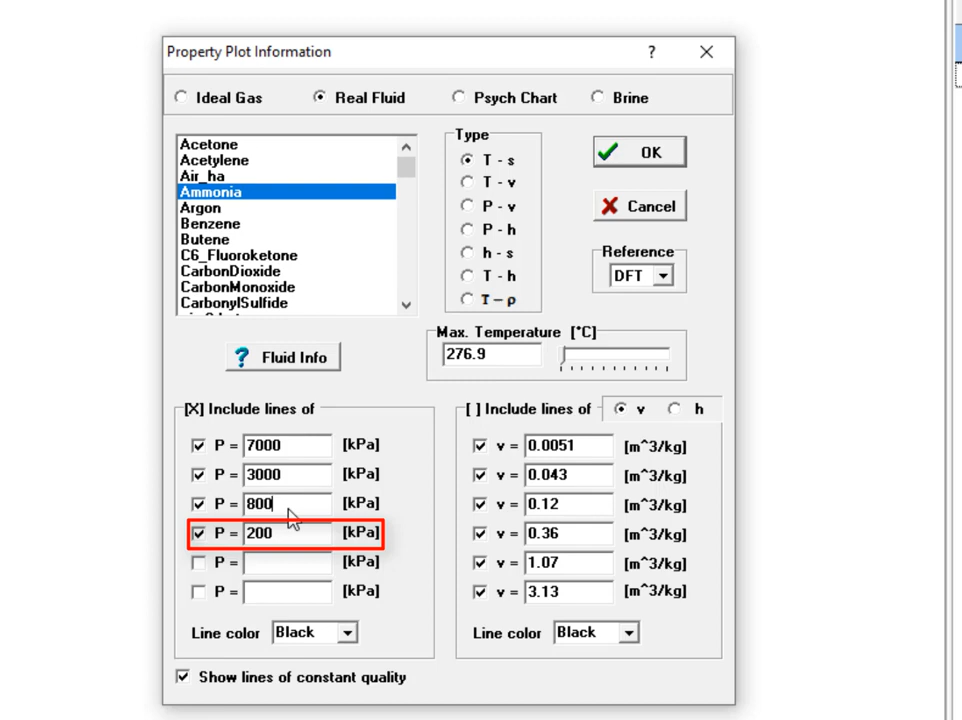 Property Plot Information ?
Ideal Gas Real Fluid Psych Chart Brine
Acetone
Acetylene
Air_ha
Ammonia
Argon
Benzene
Butene
C6_Fluoroketone
CarbonDioxide
CarbonMonoxide
CarbonylSulfide
Type
T - s
T - v
P - v
P - h
h - s
T - h
T – ρ
OK
Cancel
Reference
DFT
? Fluid Info
Max. Temperature [°C]
276.9
[X] Include lines of
P = 7000 [kPa]
P = 3000 [kPa]
P = 800 [kPa]
P = 200 [kPa]
P = [kPa]
P = [kPa]
Line color Black
[ ] Include lines of v h
v = 0.0051 [m^3/kg]
v = 0.043 [m^3/kg]
v = 0.12 [m^3/kg]
v = 0.36 [m^3/kg]
v = 1.07 [m^3/kg]
v = 3.13 [m^3/kg]
Line color Black
Show lines of constant quality